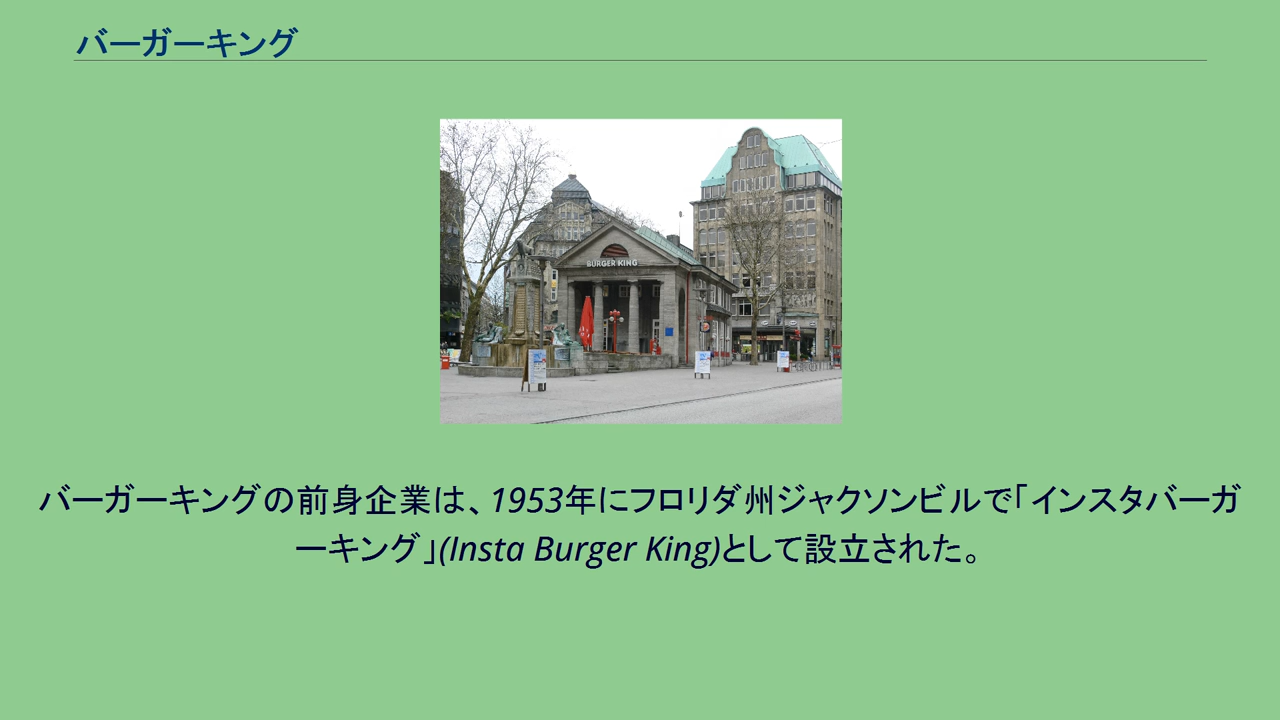 バーガーキング
BURGER KING
バーガーキングの前身企業は、1953年にフロリダ州ジャクソンビルで「インスタバーガ
ーキング」(Insta Burger King)として設立された。